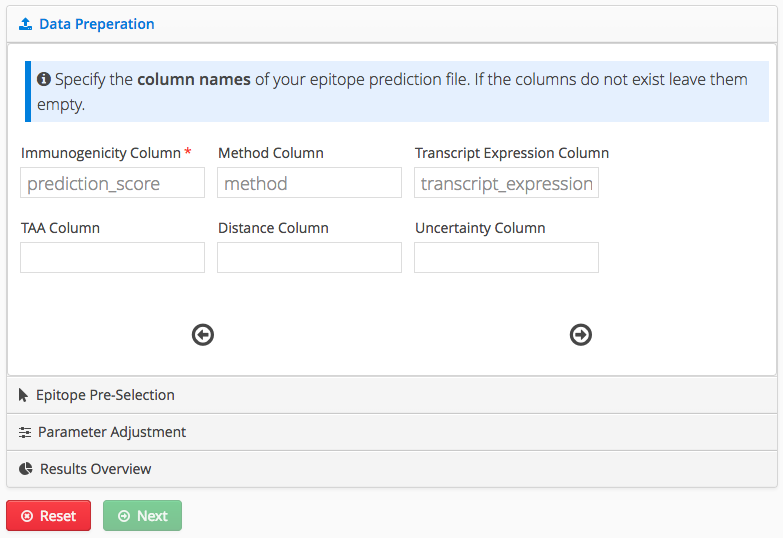 Data Preperation
Specify the column names of your epitope prediction file. If the columns do not exist leave them
empty.
Immunogenicity Column * Method Column Transcript Expression Column
prediction_score method transcript_expression
TAA Column Distance Column Uncertainty Column
Epitope Pre-Selection
Parameter Adjustment
Results Overview
Reset Next